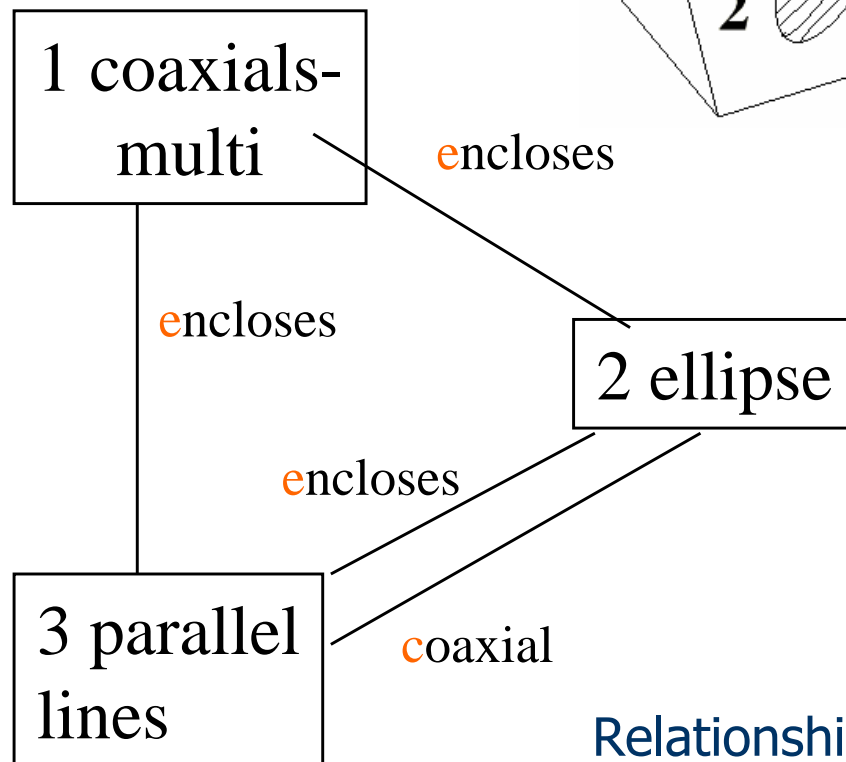 2
1 coaxials-
multi
encloses
encloses
2 ellipse
encloses
3 parallel
lines
coaxial
Relationshi